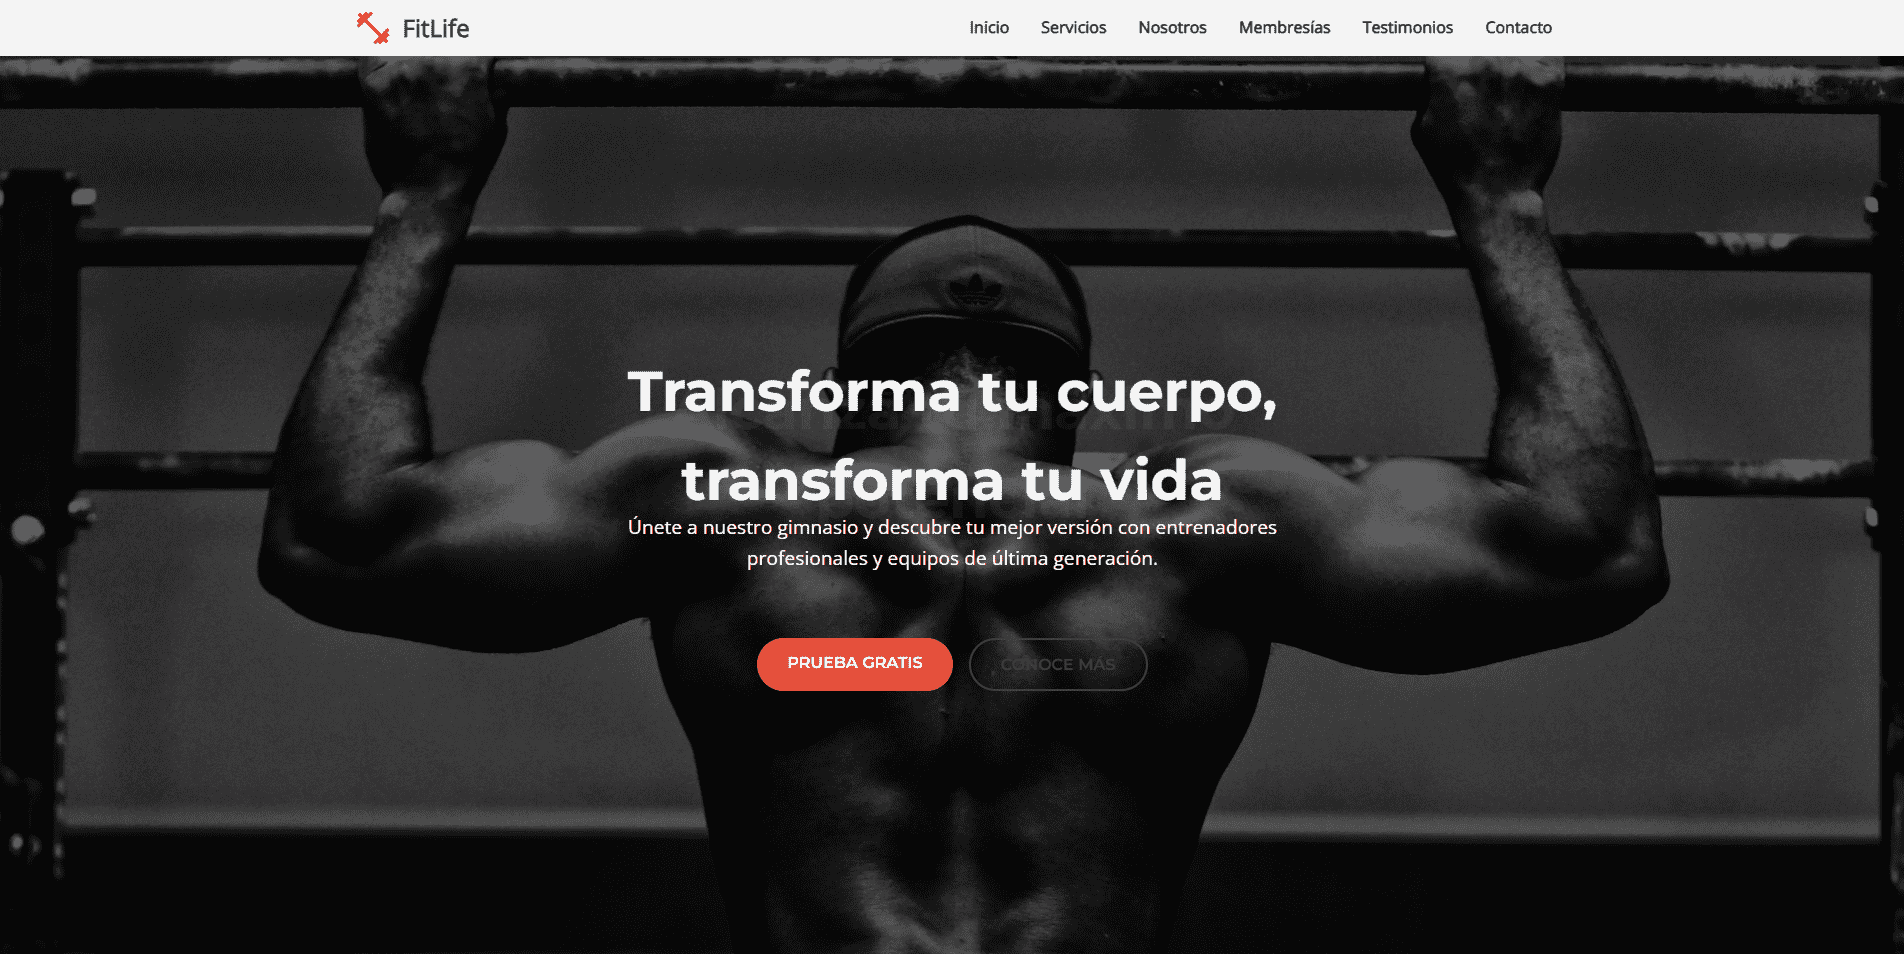 FitLife
Inicio
Servicios
Nosotros
Membresías
Testimonios
Contacto
Transforma tu cuerpo,
transforma tu vida
Únete a nuestro gimnasio y descubre tu mejor versión con entrenadores
profesionales y equipos de última generación.
PRUEBA GRATIS
CONOCE MÁS